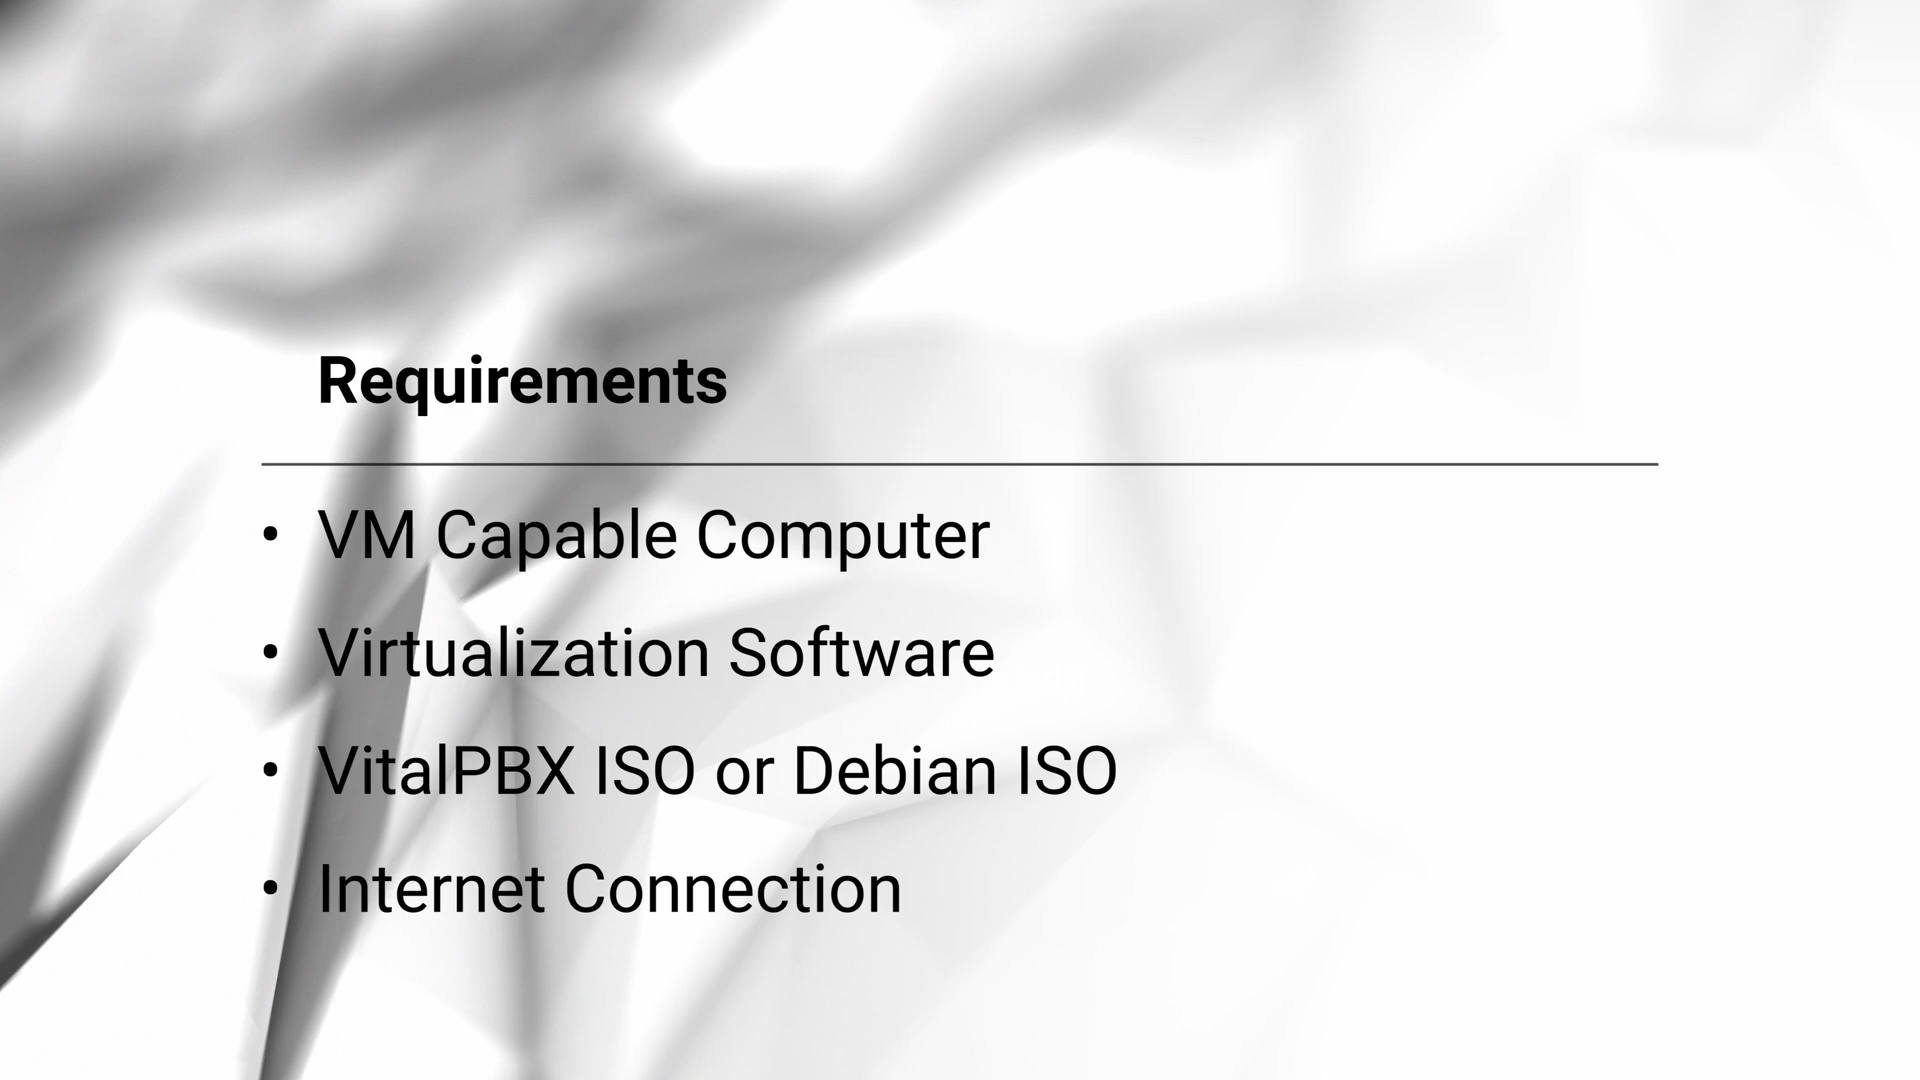 Requirements
• VM Capable Computer
• Virtualization Software
• VitalPBX ISO or Debian ISO
• Internet Connection